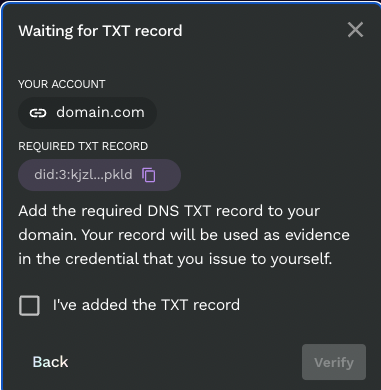 Waiting for TXT record
YOUR ACCOUNT
domain.com
REQUIRED TXT RECORD
did:3:kjzl...pkld
Add the required DNS TXT record to your
domain. Your record will be used as evidence
in the credential that you issue to yourself.
I've added the TXT record
Back
Verify